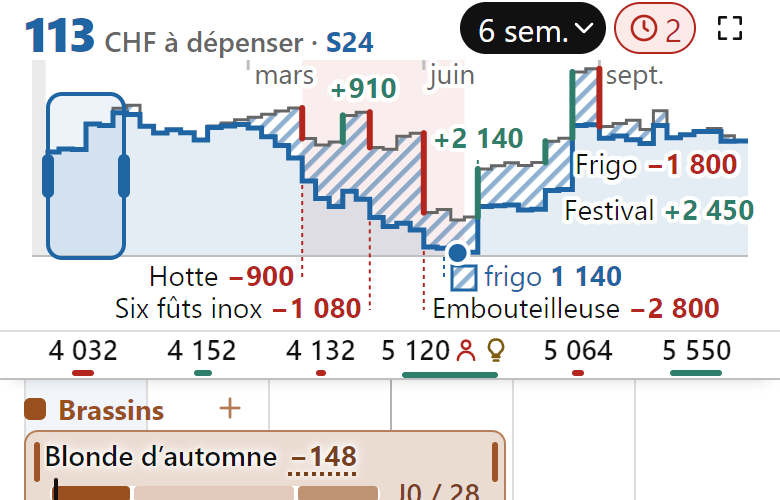 113 CHF à dépenser · S24
6 sem.
2
mars
juin
sept.
+910
+2 140
Frigo −1 800
Festival +2 450
Hotte −900
frigo 1 140
Six fûts inox −1 080
Embouteilleuse −2 800
4 032
4 152
4 132
5 120
5 064
5 550
Brassins
+
Blonde d’automne −148
J0 / 28